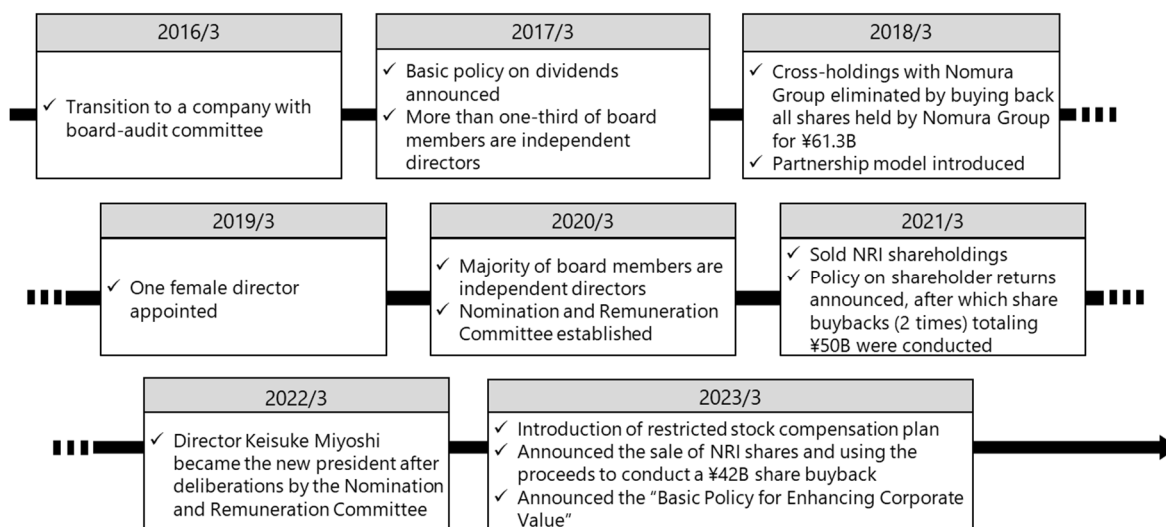 2016/3
✓ Transition to a company with
board-audit committee
2017/3
✓ Basic policy on dividends
announced
✓ More than one-third of board
members are independent
directors
2018/3
✓ Cross-holdings with Nomura
Group eliminated by buying back
all shares held by Nomura Group
for ¥61.3B
✓ Partnership model introduced
2019/3
✓ One female director
appointed
2020/3
✓ Majority of board members are
independent directors
✓ Nomination and Remuneration
Committee established
2021/3
✓ Sold NRI shareholdings
✓ Policy on shareholder returns
announced, after which share
buybacks (2 times) totaling
¥50B were conducted
2022/3
✓ Director Keisuke Miyoshi
became the new president after
deliberations by the Nomination
and Remuneration Committee
2023/3
✓ Introduction of restricted stock compensation plan
✓ Announced the sale of NRI shares and using the
proceeds to conduct a ¥42B share buyback
✓ Announced the “Basic Policy for Enhancing Corporate
Value”